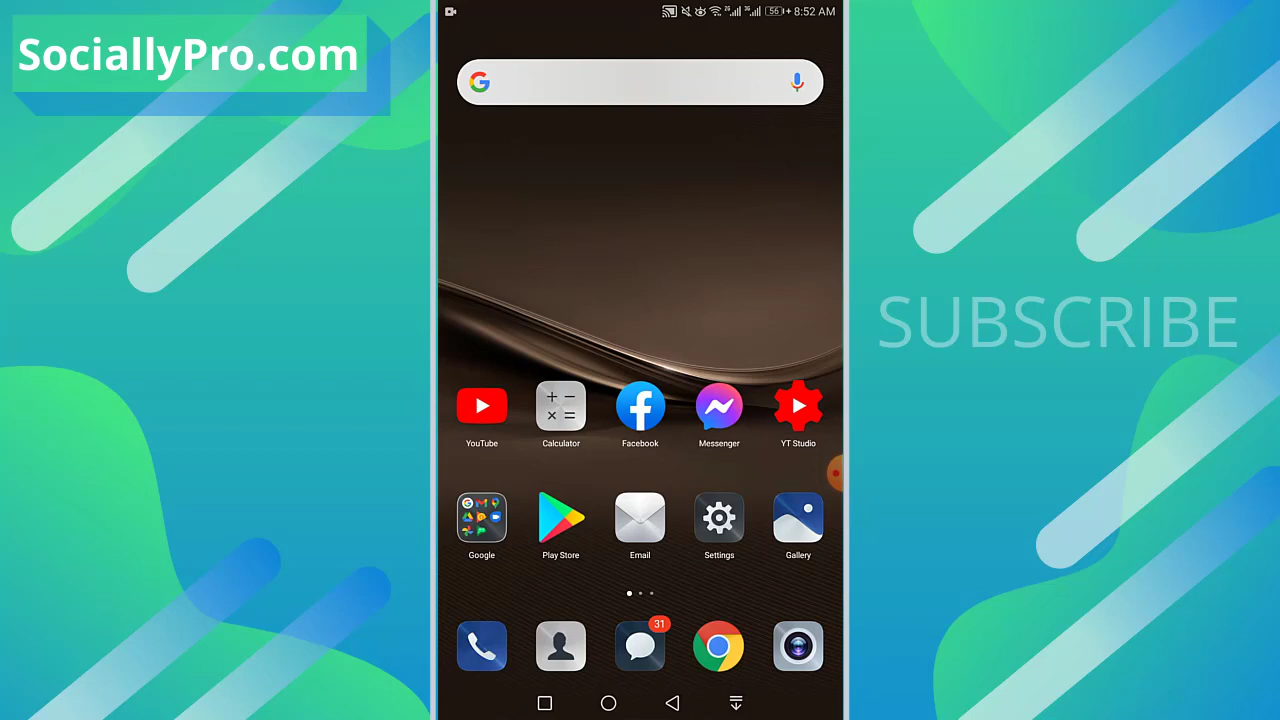 SociallyPro.com
56 8:52 AM
SUBSCRIBE
YouTube Calculator Facebook Messenger YT Studio
Google Play Store Email Settings Gallery
31